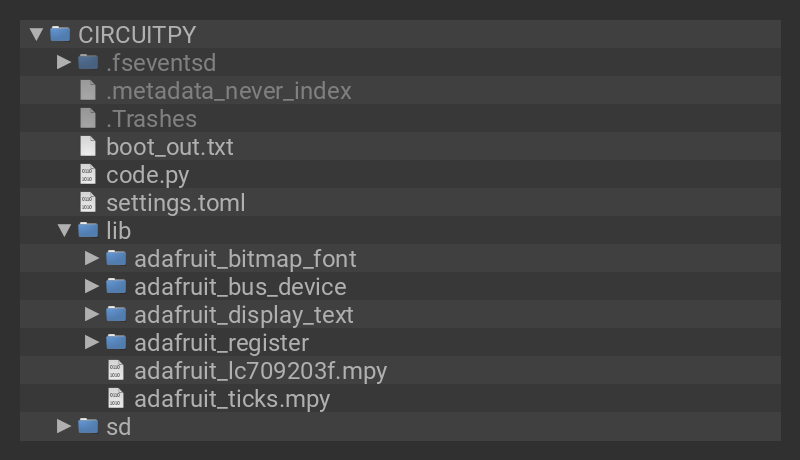 CIRCUITPY
.fseventsd
.metadata_never_index
.Trashes
boot_out.txt
code.py
settings.toml
lib
adafruit_bitmap_font
adafruit_bus_device
adafruit_display_text
adafruit_register
adafruit_lc709203f.mpy
adafruit_ticks.mpy
sd